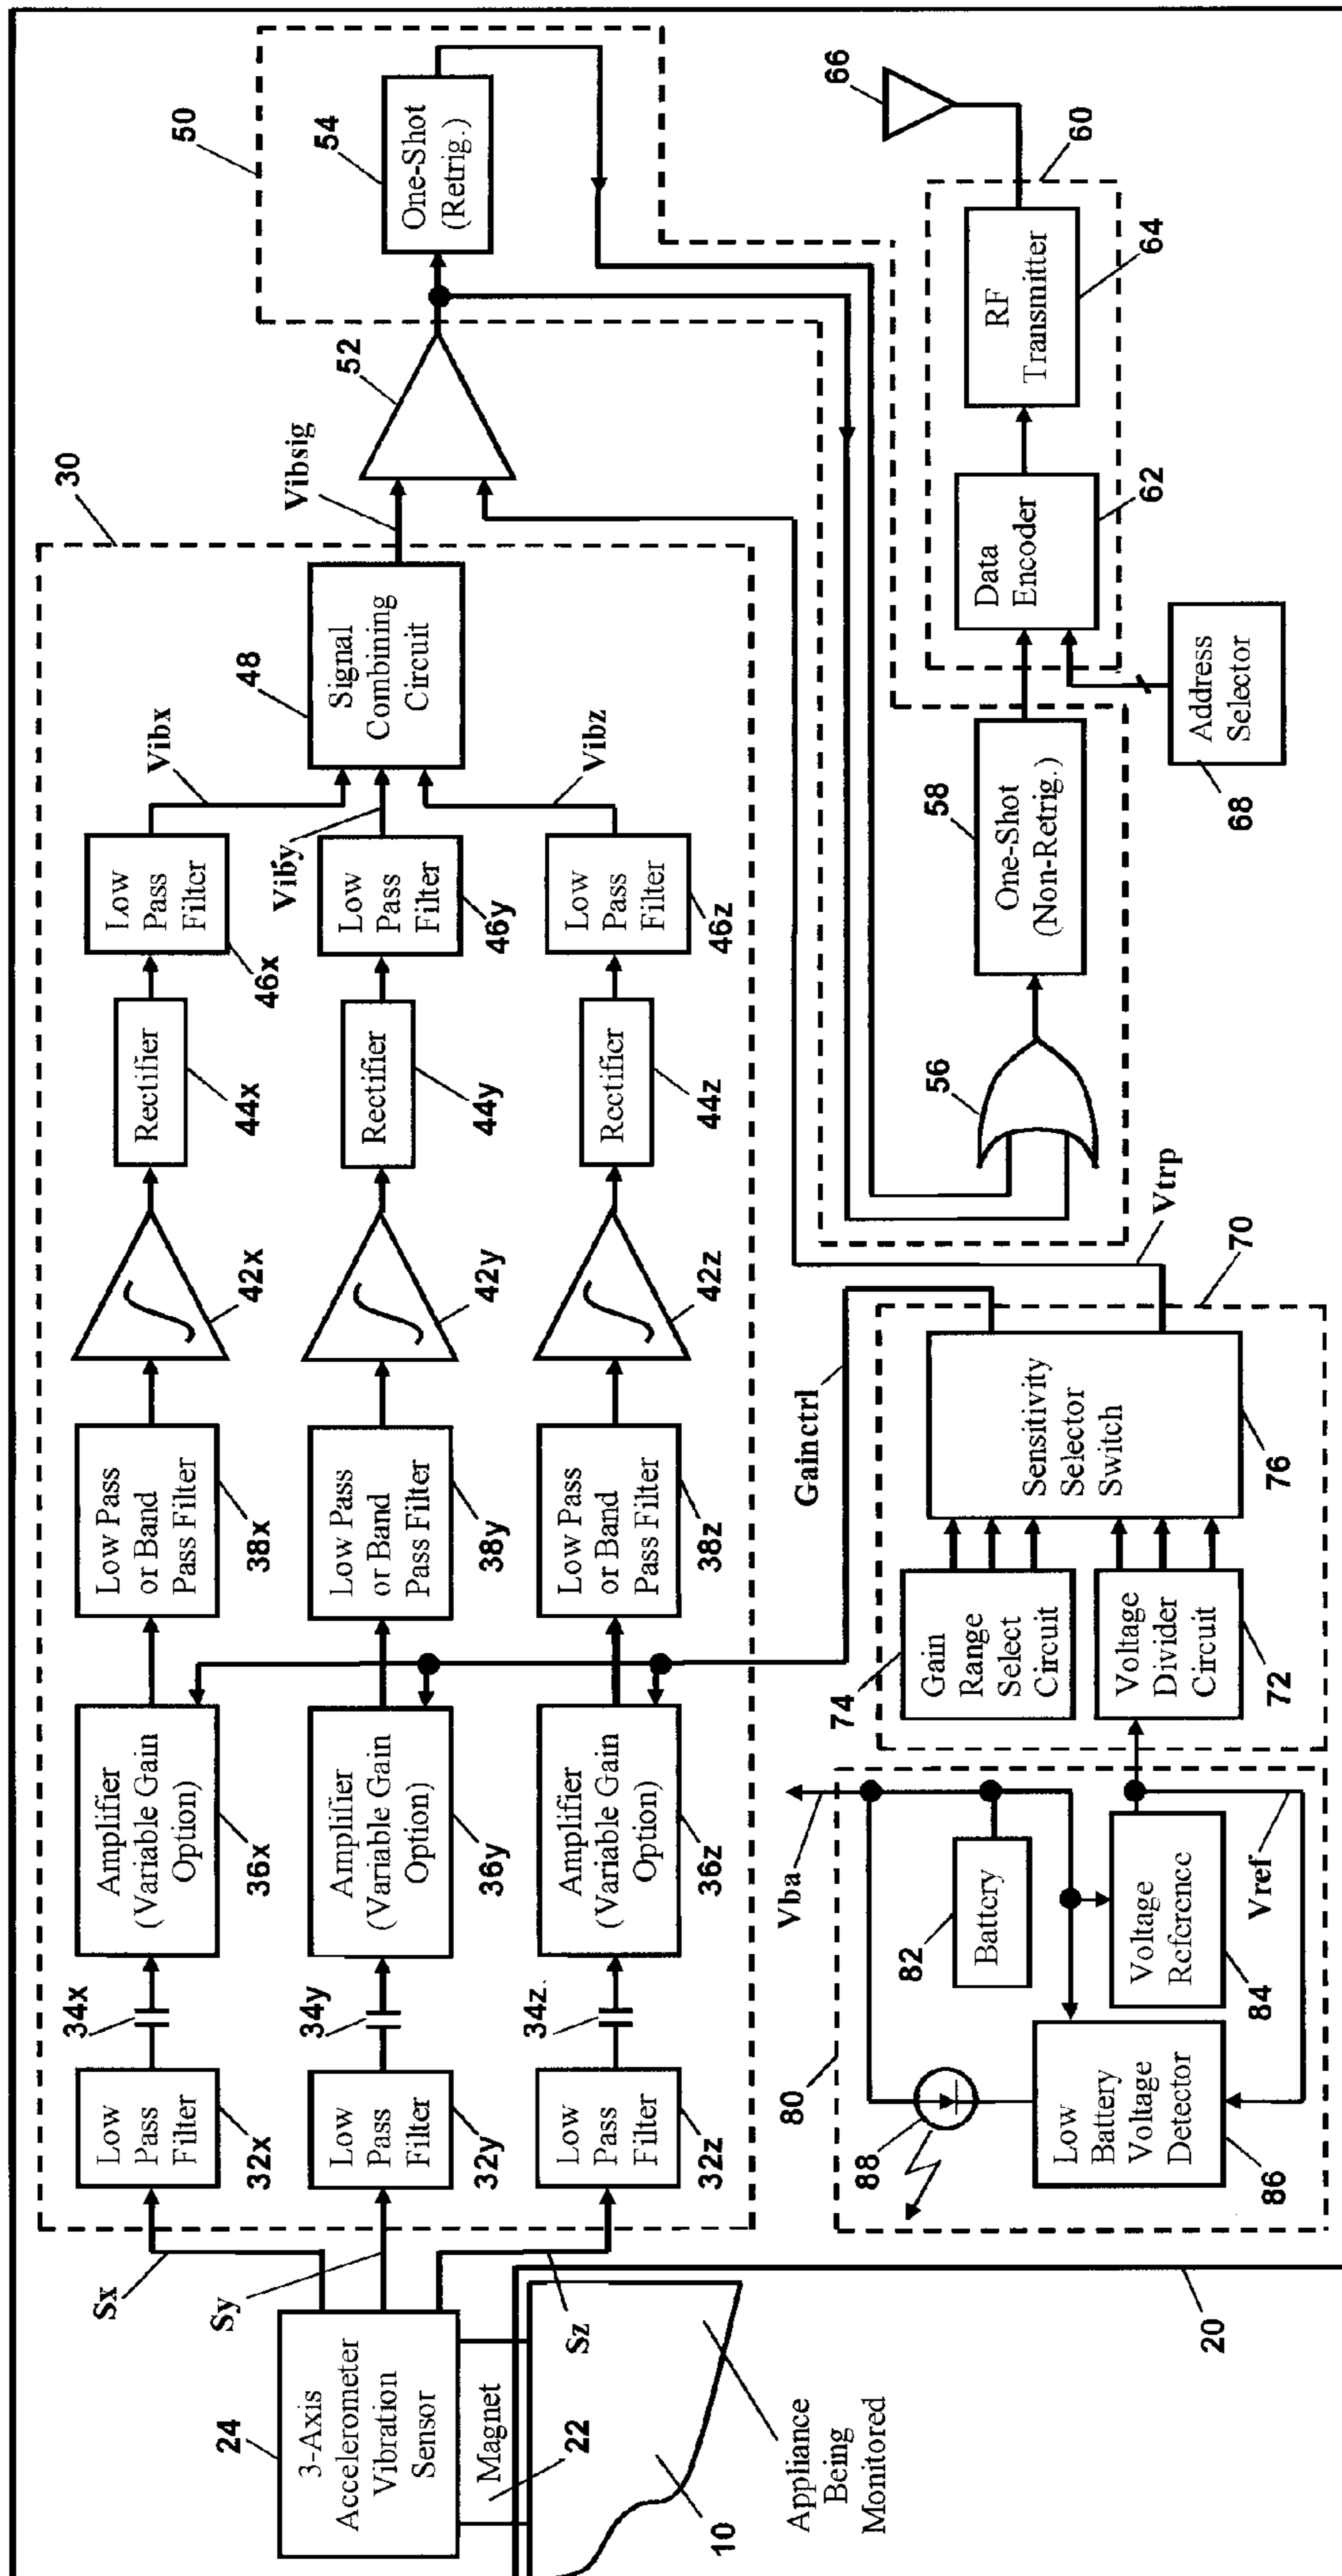 30
50
Sx
Low
Pass
Filter
32x
34x
Amplifier
(Variable Gain
Option)
36x
Low Pass
or Band
Pass Filter
38x
42x
Rectifier
44x
Low
Pass
Filter
46x
Vibx
24
3-Axis
Accelerometer
Vibration
Sensor
Sy
Low
Pass
Filter
32y
34y
Amplifier
(Variable Gain
Option)
36y
Low Pass
or Band
Pass Filter
38y
42y
Rectifier
44y
Low
Pass
Filter
46y
Viby
48
Signal
Combining
Circuit
Vibsig
52
54
One-Shot
(Retrig.)
Magnet
22
Sz
Low
Pass
Filter
32z
34z
Amplifier
(Variable Gain
Option)
36z
Low Pass
or Band
Pass Filter
38z
42z
Rectifier
44z
Low
Pass
Filter
46z
Vibz
10
Appliance
Being
Monitored
20
80
88
Low
Battery
Voltage
Detector
86
Vba
82
Battery
Voltage
Reference
84
Vref
74
Gain
Range
Select
Circuit
Voltage
Divider
Circuit
72
Gainctrl
Sensitivity
Selector
Switch
76
70
Vtrp
56
58
One-Shot
(Non-Retrig.)
68
Address
Selector
Data
Encoder
62
RF
Transmitter
64
60
66